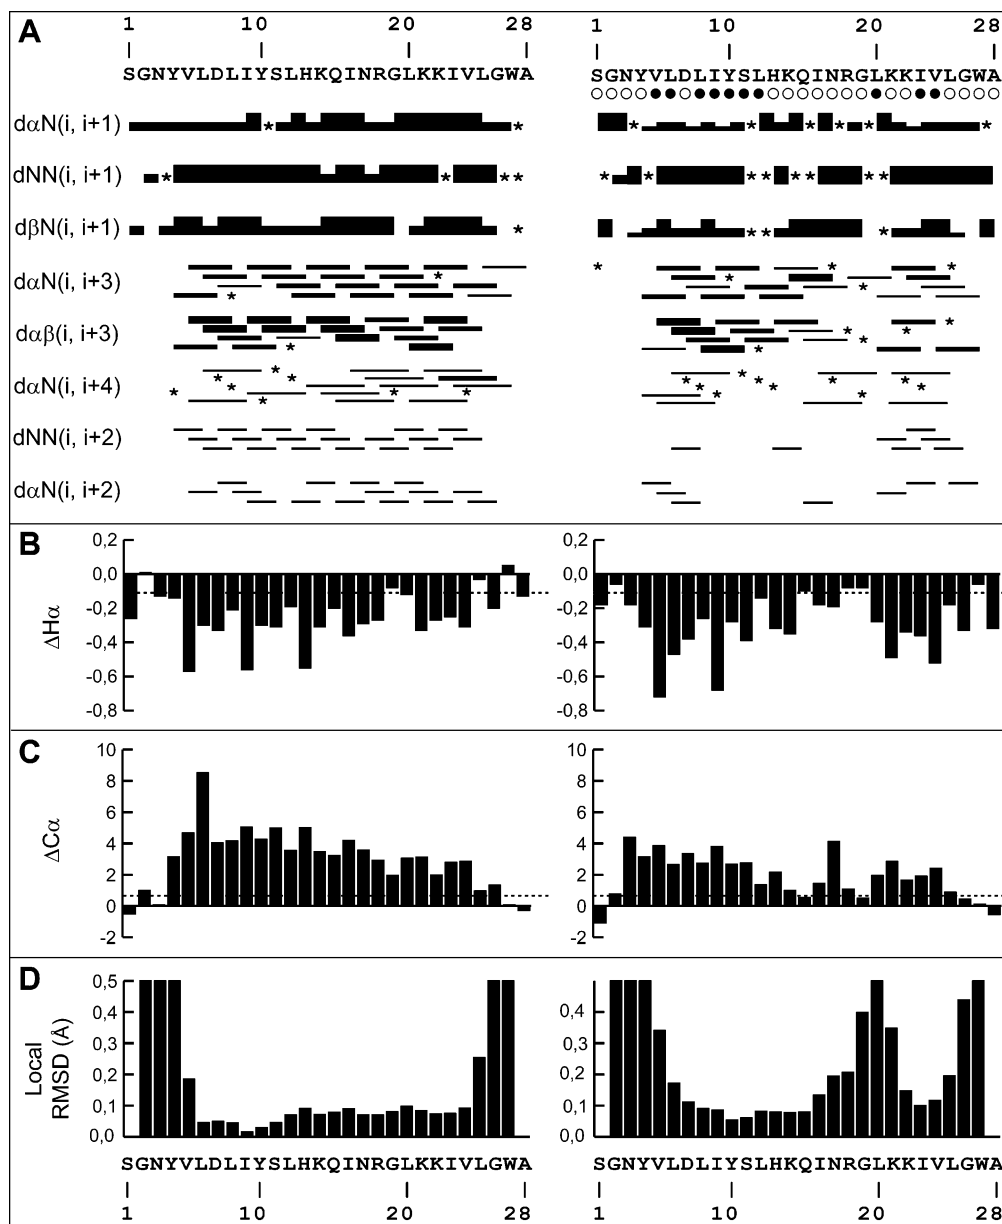 A
1 10 20 28
1 10 20 28
SGNYVLDLIYSLHKQINRGLKKIVLGWA
SGNYVLDLIYSLHKQINRGLKKIVLGWA
dαN(i, i+1)
dNN(i, i+1)
dβN(i, i+1)
dαN(i, i+3)
dαβ(i, i+3)
dαN(i, i+4)
dNN(i, i+2)
dαN(i, i+2)
B
ΔHα
0,2
0,0
-0,2
-0,4
-0,6
-0,8
0,2
0,0
-0,2
-0,4
-0,6
-0,8
C
ΔCα
10
8
6
4
2
0
-2
10
8
6
4
2
0
-2
D
Local
RMSD (Å)
0,5
0,4
0,3
0,2
0,1
0,0
0,5
0,4
0,3
0,2
0,1
0,0
SGNYVLDLIYSLHKQINRGLKKIVLGWA
SGNYVLDLIYSLHKQINRGLKKIVLGWA
1 10 20 28
1 10 20 28